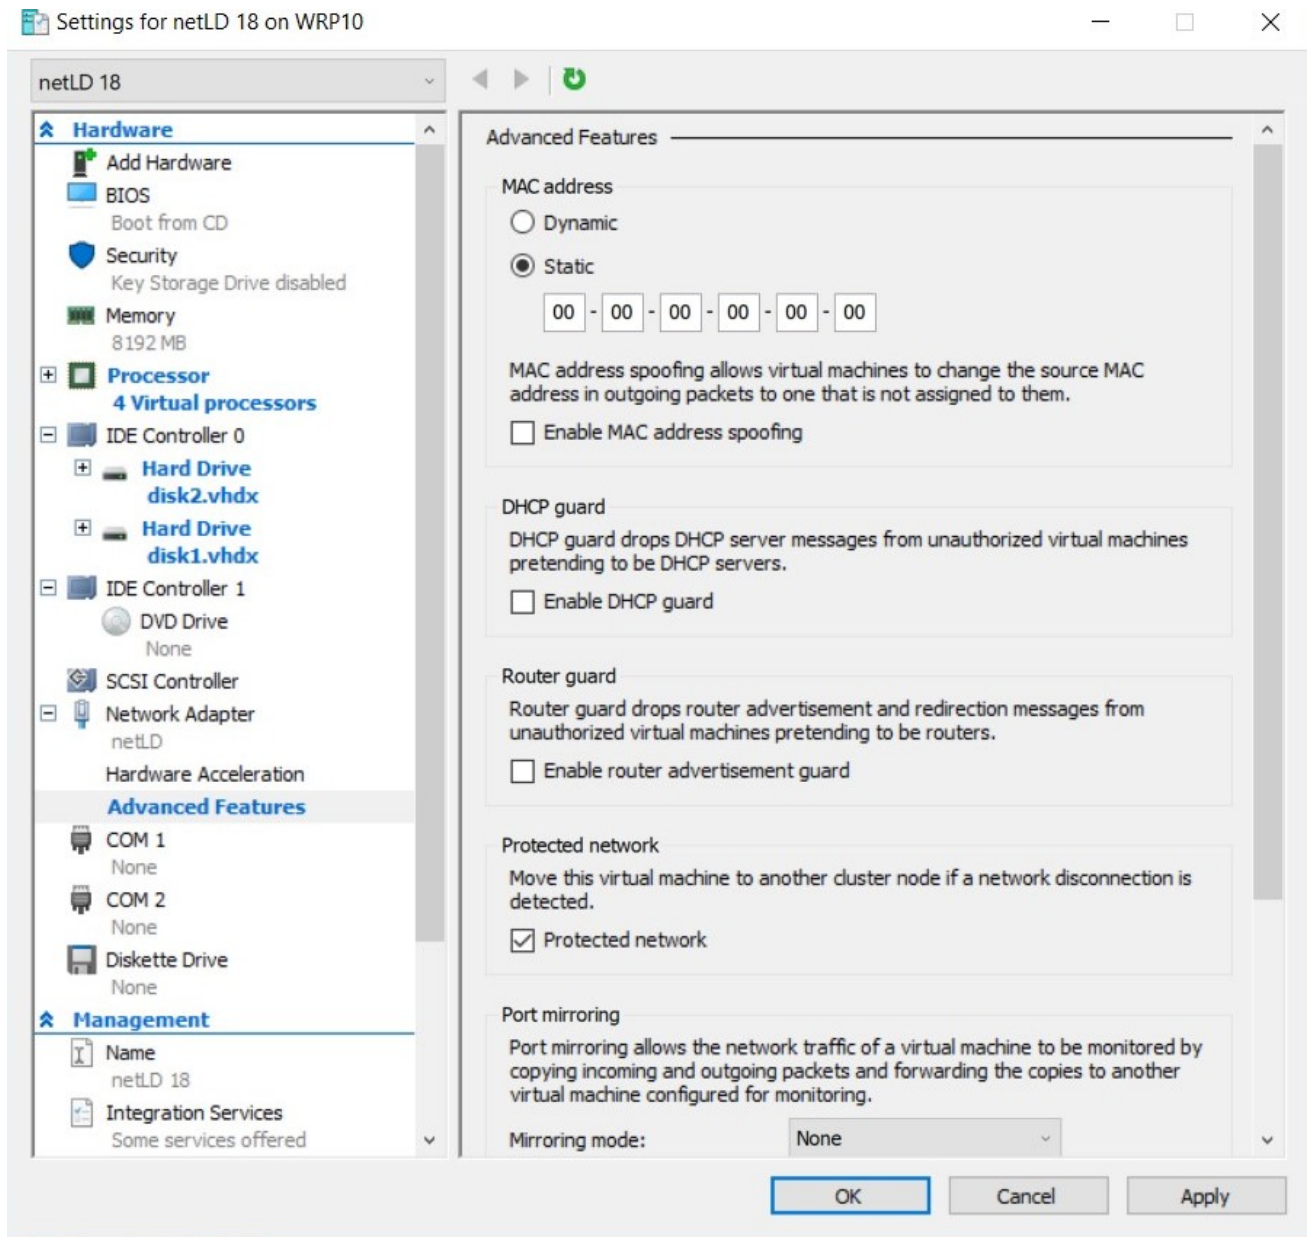 Settings for netLD 18 on WRP10
netLD 18
Hardware
Add Hardware
BIOS
Boot from CD
Security
Key Storage Drive disabled
Memory
8192 MB
Processor
4 Virtual processors
IDE Controller 0
Hard Drive
disk2.vhdx
Hard Drive
disk1.vhdx
IDE Controller 1
DVD Drive
None
SCSI Controller
Network Adapter
netLD
Hardware Acceleration
Advanced Features
COM 1
None
COM 2
None
Diskette Drive
None
Management
Name
netLD 18
Integration Services
Some services offered
Advanced Features
MAC address
Dynamic
Static
00 - 00 - 00 - 00 - 00 - 00
MAC address spoofing allows virtual machines to change the source MAC
address in outgoing packets to one that is not assigned to them.
Enable MAC address spoofing
DHCP guard
DHCP guard drops DHCP server messages from unauthorized virtual machines
pretending to be DHCP servers.
Enable DHCP guard
Router guard
Router guard drops router advertisement and redirection messages from
unauthorized virtual machines pretending to be routers.
Enable router advertisement guard
Protected network
Move this virtual machine to another cluster node if a network disconnection is
detected.
Protected network
Port mirroring
Port mirroring allows the network traffic of a virtual machine to be monitored by
copying incoming and outgoing packets and forwarding the copies to another
virtual machine configured for monitoring.
Mirroring mode: None
OK Cancel Apply